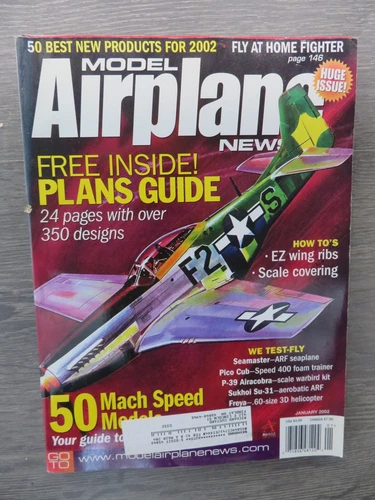 50 BEST NEW PRODUCTS FOR 2002
FLY AT HOME FIGHTER
page 146
MODEL
Airplane
NEWS
HUGE
ISSUE!
FREE INSIDE!
PLANS GUIDE
24 pages with over
350 designs
HOW TO'S
• EZ wing ribs
• Scale covering
F-2
S
WE TEST-FLY
Seamaster—ARF seaplane
Pico Cub—Speed 400 foam trainer
P-39 Airacobra—scale warbird kit
Sukhoi Su-31—aerobatic ARF
Freya—.60-size 3D helicopter
50 Mach Speed
Models
Your guide to
GO
TO
www.modelairplanenews.com
JANUARY 2002